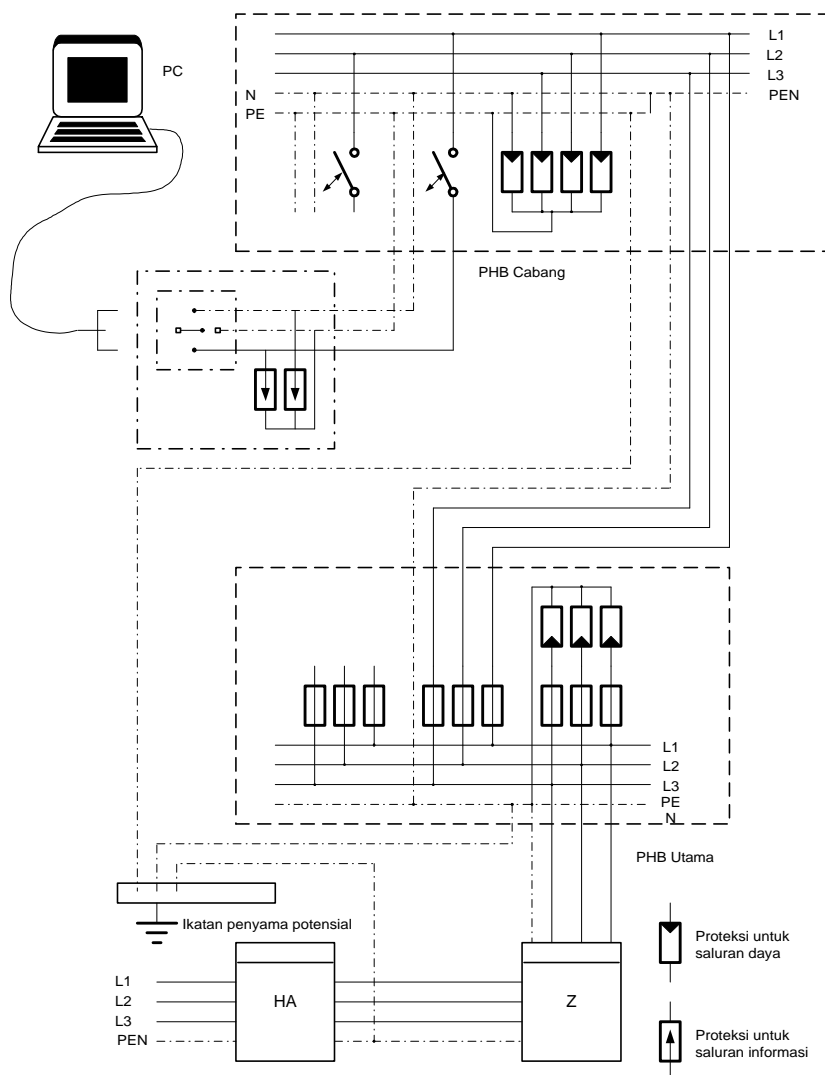 PC
L1
L2
L3
N
PEN
PE
PHB Cabang
L1
L2
L3
PE
N
PHB Utama
Ikatan penyama potensial
Proteksi untuk
saluran daya
L1
L2
L3
PEN
HA
Z
Proteksi untuk
saluran informasi